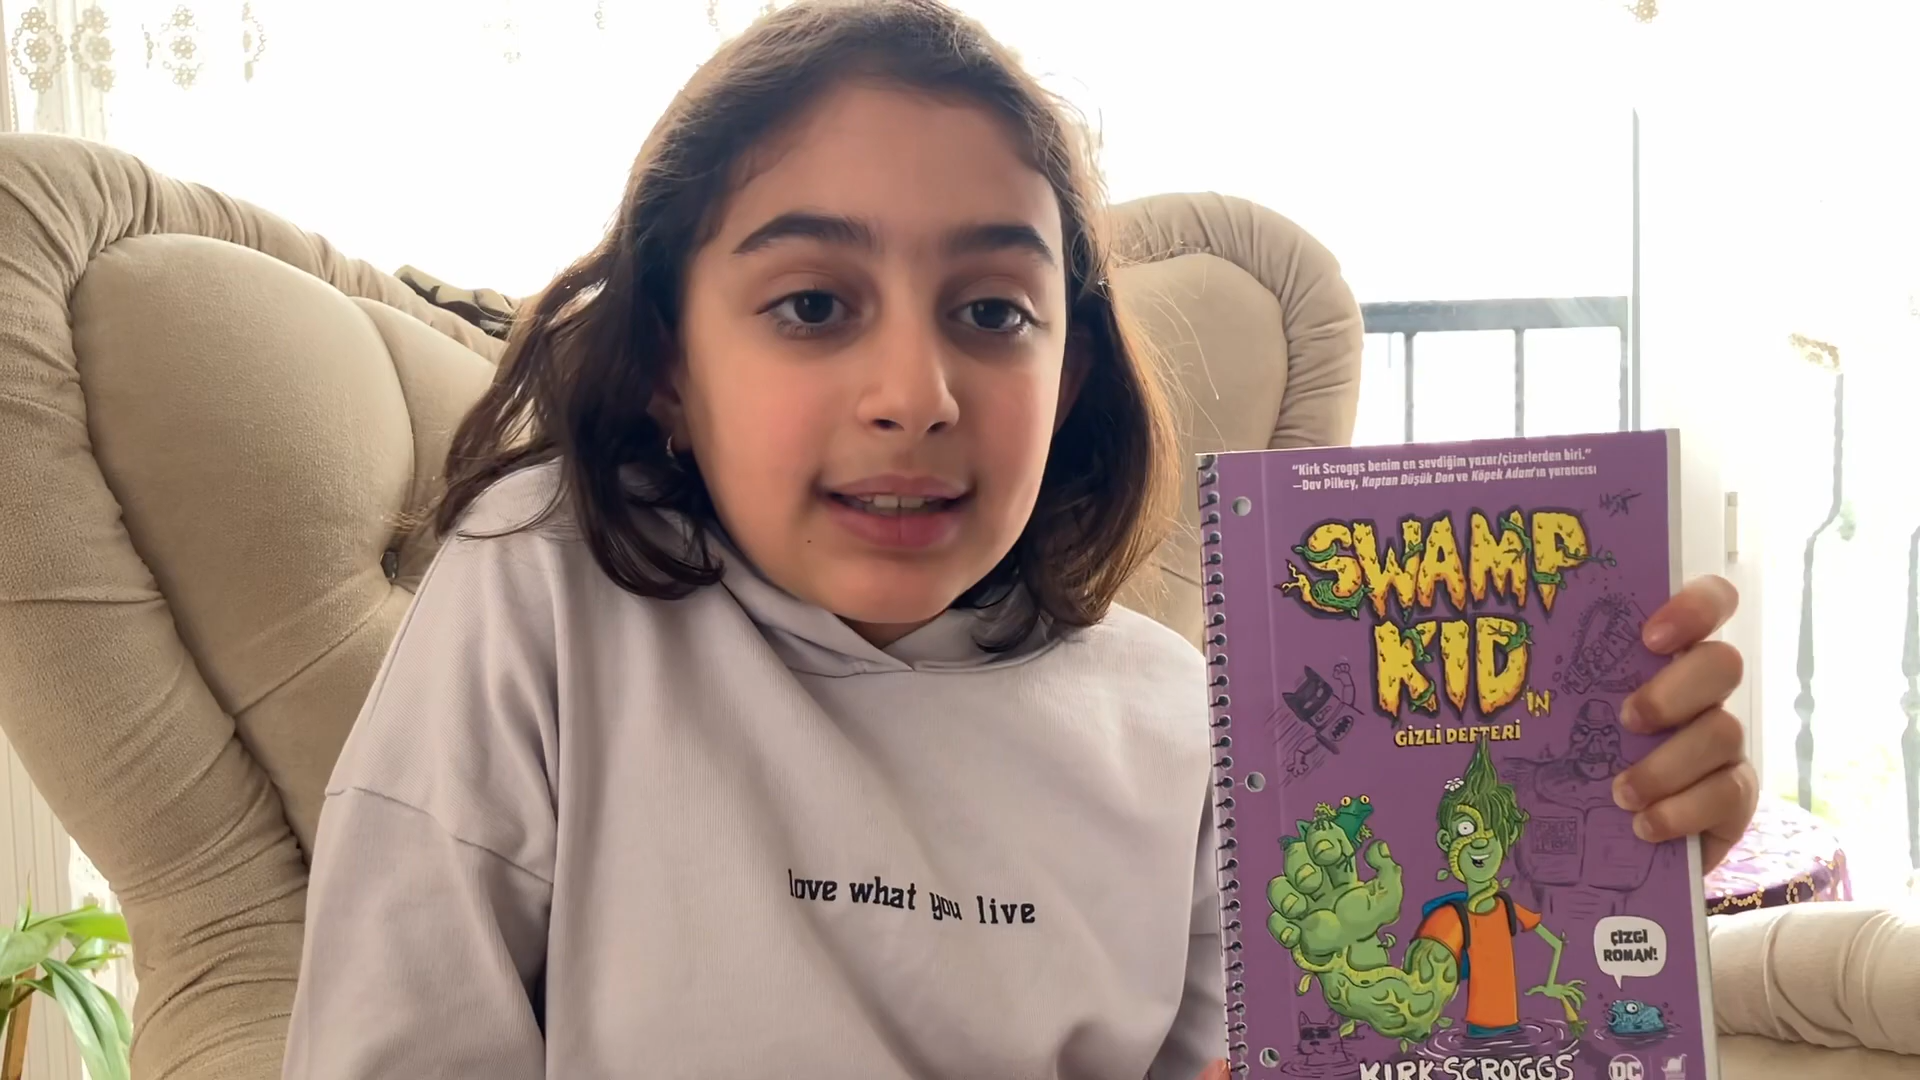 "Kirk Scroggs benim en sevdiğim yazar/çizerlerden biri."
—Dav Pilkey, Kaptan Düşük Don ve Köpek Adam'ın yaratıcısı
SWAMP
KID
IN
GİZLİ DEFTERİ
love what you live
ÇİZGİ
ROMAN!
KIRK SCROGGS
DC